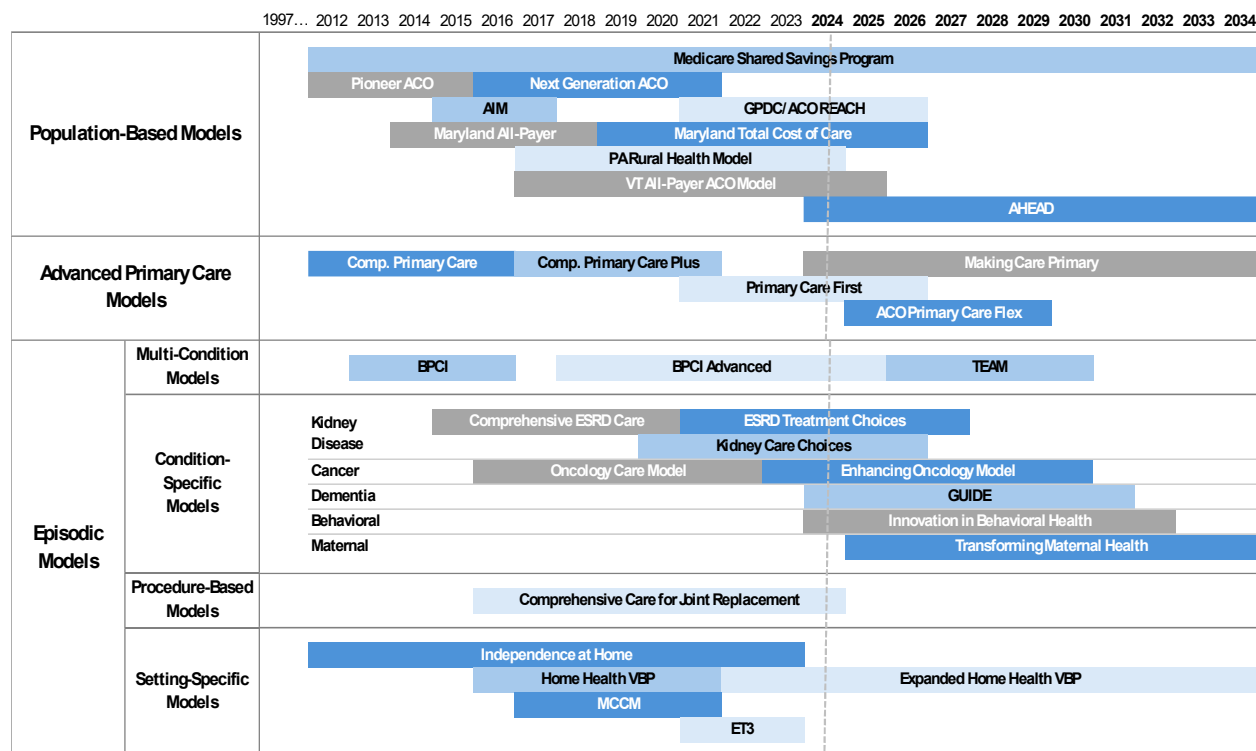 1997… 2012 2013 2014 2015 2016 2017 2018 2019 2020 2021 2022 2023 2024 2025 2026 2027 2028 2029 2030 2031 2032 2033 2034
Population-Based Models
Medicare Shared Savings Program
Pioneer ACO Next Generation ACO
AIM GPDC/ ACO REACH
Maryland All-Payer Maryland Total Cost of Care
PA Rural Health Model
VT All-Payer ACO Model
AHEAD
Advanced Primary Care
Models
Comp. Primary Care Comp. Primary Care Plus Making Care Primary
Primary Care First
ACO Primary Care Flex
Episodic
Models
Multi-Condition
Models
BPCI BPCI Advanced TEAM
Condition-
Specific
Models
Kidney
Disease
Comprehensive ESRD Care ESRD Treatment Choices
Kidney Care Choices
Cancer Oncology Care Model Enhancing Oncology Model
Dementia GUIDE
Behavioral Innovation in Behavioral Health
Maternal Transforming Maternal Health
Procedure-Based
Models
Comprehensive Care for Joint Replacement
Setting-Specific
Models
Independence at Home
Home Health VBP Expanded Home Health VBP
MCCM
ET3